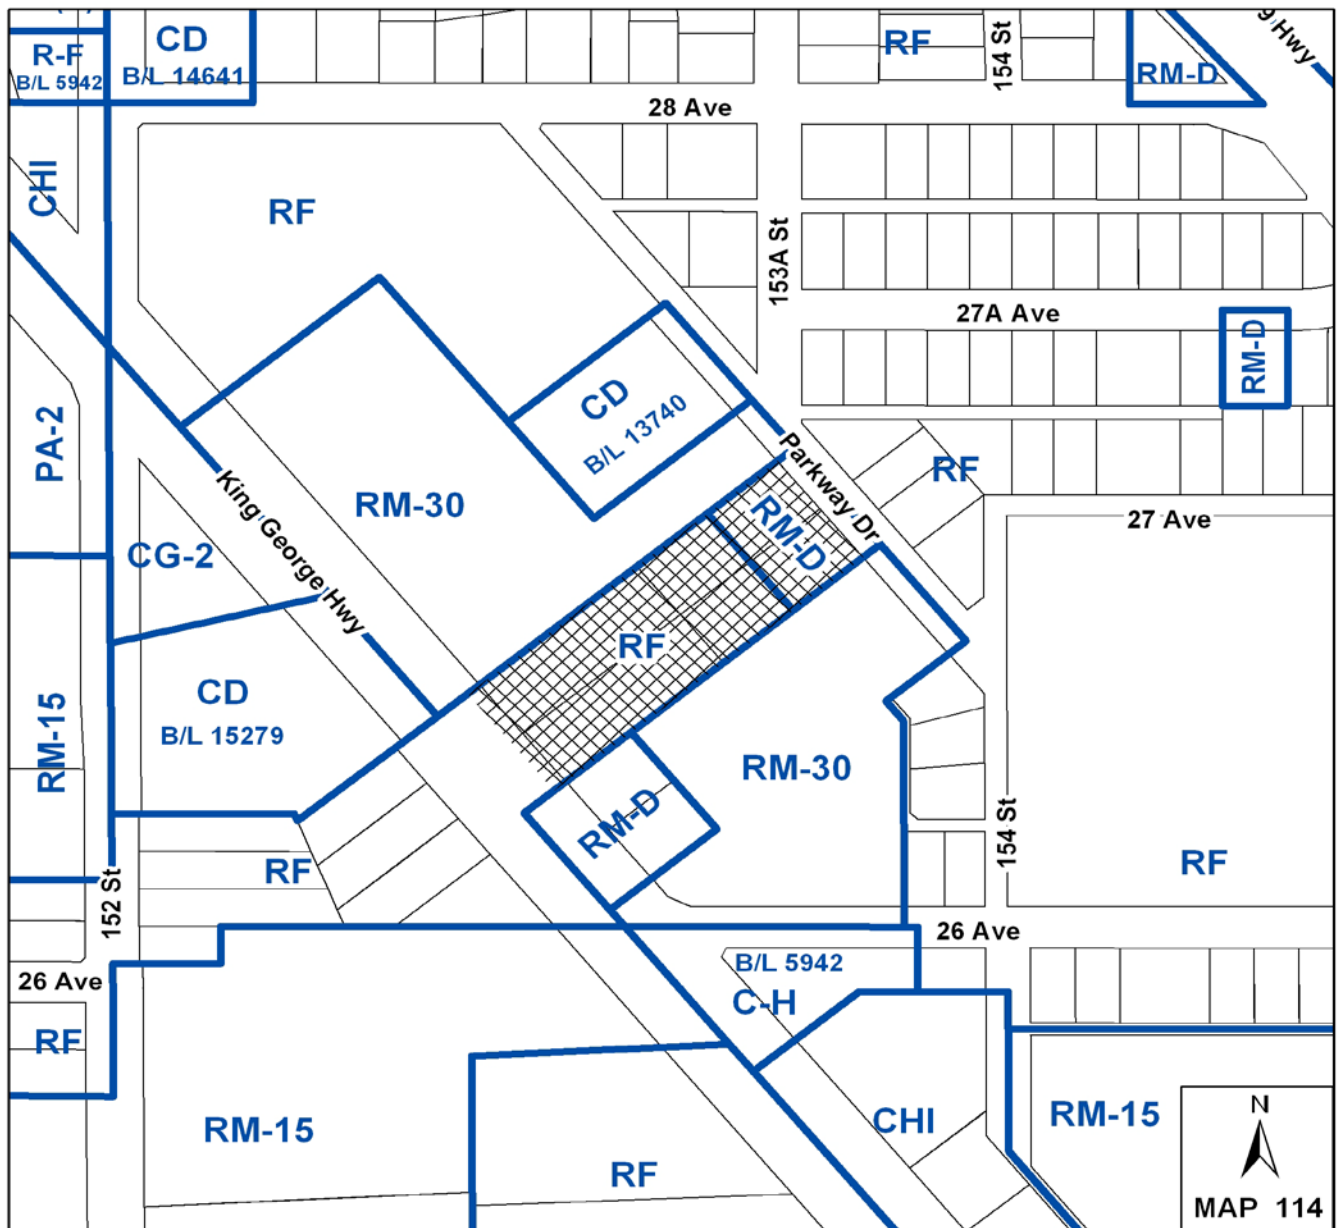 CD
R-F
B/L 5942
B/L 14641
RF
154 St
RM-D
9 Hwy
28 Ave
CHI
RF
153A St
27A Ave
RM-D
CD
B/L 13740
PA-2
Parkway Dr
RF
RM-30
King George Hwy
RM-D
27 Ave
CG-2
RF
CD
B/L 15279
RM-15
RM-30
RM-D
154 St
RF
RF
152 St
26 Ave
B/L 5942
26 Ave
C-H
RF
RM-15
CHI
RM-15
RF
N
MAP 114